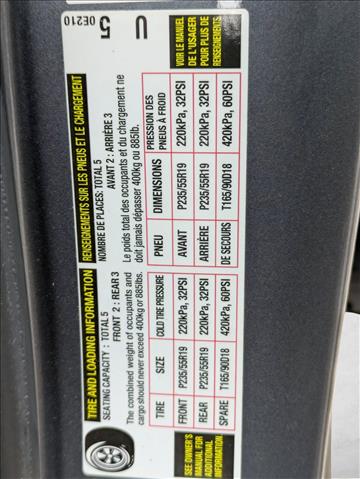 TIRE AND LOADING INFORMATION
SEATING CAPACITY : TOTAL 5
FRONT 2 : REAR 3
The combined weight of occupants and
cargo should never exceed 400kg or 885lb.
TIRE SIZE COLD TIRE PRESSURE
FRONT P235/55R19 220kPa, 32PSI
REAR P235/55R19 220kPa, 32PSI
SPARE T165/90D18 420kPa, 60PSI
SEE OWNER'S
MANUAL FOR
ADDITIONAL
INFORMATION.
RENSEIGNEMENTS SUR LES PNEUS ET LE CHARGEMENT
NOMBRE DE PLACES: TOTAL 5
AVANT 2 : ARRIÈRE 3
Le poids total des occupants et du chargement ne
doit jamais dépasser 400kg ou 885lb.
PNEU DIMENSIONS PRESSION DES
PNEUS À FROID
AVANT P235/55R19 220kPa, 32PSI
ARRIÈRE P235/55R19 220kPa, 32PSI
DE SECOURS T165/90D18 420kPa, 60PSI
VOIR LE MANUEL
DE L'USAGER
POUR PLUS DE
RENSEIGNEMENTS
0E210
5
U